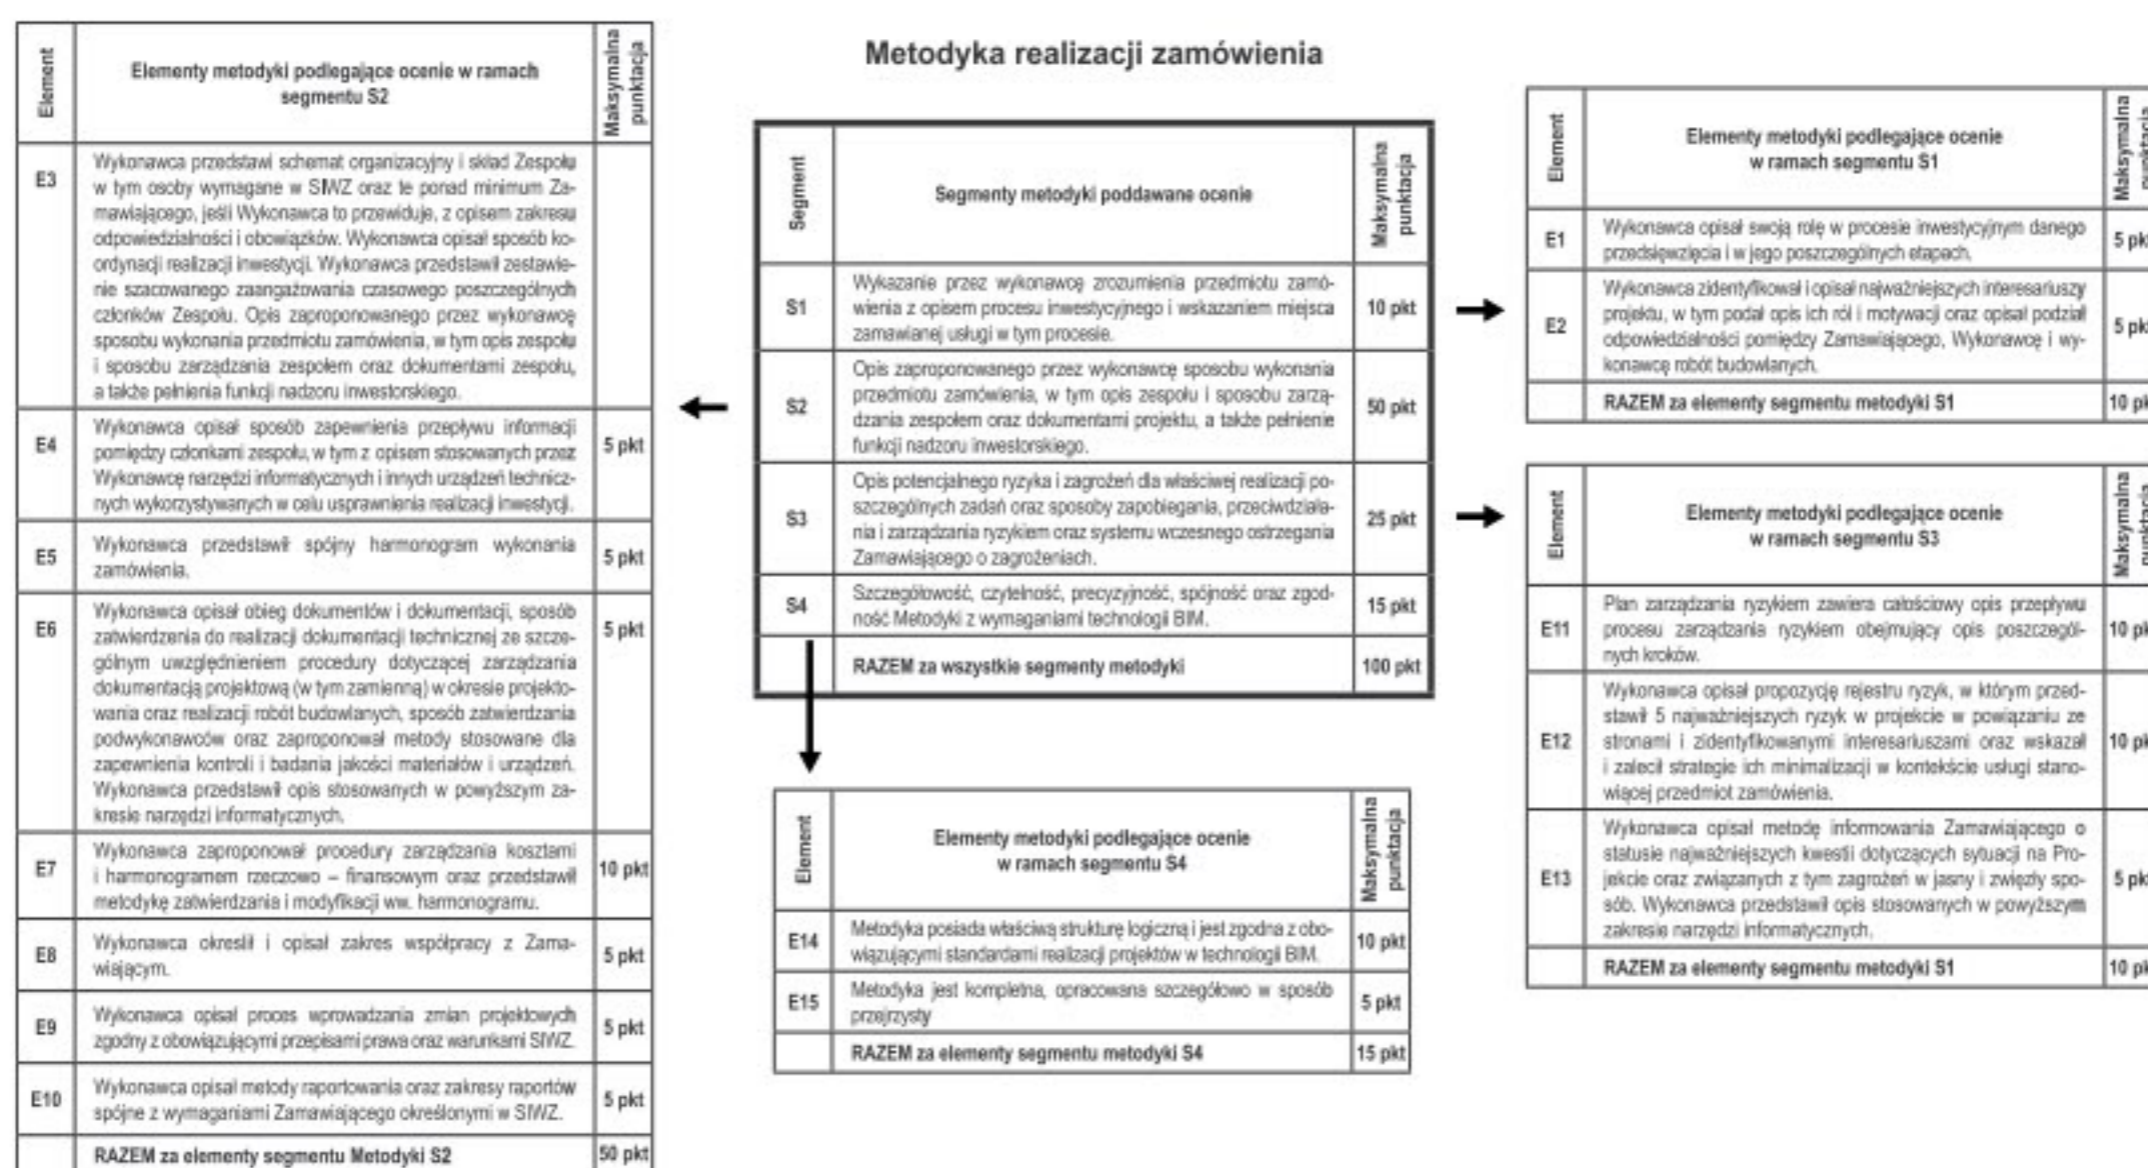 Metodyka realizacji zamówienia
Element
Elementy metodyki podlegające ocenie w ramach
segmentu S2
Maksymalna
punktacja
E3
Wykonawca przedstawi schemat organizacyjny i skład Zespołu
w tym osoby wymagane w SIWZ oraz te ponad minimum Za-
mawiającego, jeśli Wykonawca to przewiduje, z opisem zakresu
odpowiedzialności i obowiązków. Wykonawca opisał sposób ko-
ordynacji realizacji inwestycji. Wykonawca przedstawił zestawie-
nie szacowanego zaangażowania czasowego poszczególnych
członków Zespołu. Opis zaproponowanego przez wykonawcę
sposobu wykonania przedmiotu zamówienia, w tym opis zespołu
i sposobu zarządzania zespołem oraz dokumentami zespołu,
a także pełnienia funkcji nadzoru inwestorskiego.
E4
Wykonawca opisał sposób zapewnienia przepływu informacji
pomiędzy członkami zespołu, w tym z opisem stosowanych przez
Wykonawcę narzędzi informatycznych i innych urządzeń technicz-
nych wykorzystywanych w celu usprawnienia realizacji inwestycji.
5 pkt
E5
Wykonawca przedstawił spójny harmonogram wykonania
zamówienia.
5 pkt
E6
Wykonawca opisał obieg dokumentów i dokumentacji, sposób
zatwierdzenia do realizacji dokumentacji technicznej ze szcze-
gólnym uwzględnieniem procedury dotyczącej zarządzania
dokumentacją projektową (w tym zamienną) w okresie projekto-
wania oraz realizacji robót budowlanych, sposób zatwierdzania
podwykonawców oraz zaproponował metody stosowane dla
zapewnienia kontroli i badania jakości materiałów i urządzeń.
Wykonawca przedstawił opis stosowanych w powyższym za-
kresie narzędzi informatycznych.
5 pkt
E7
Wykonawca zaproponował procedury zarządzania kosztami
i harmonogramem rzeczowo – finansowym oraz przedstawił
metodykę zatwierdzania i modyfikacji ww. harmonogramu.
10 pkt
E8
Wykonawca określił i opisał zakres współpracy z Zama-
wiającym.
5 pkt
E9
Wykonawca opisał proces wprowadzania zmian projektowych
zgodny z obowiązującymi przepisami prawa oraz warunkami SIWZ.
5 pkt
E10
Wykonawca opisał metody raportowania oraz zakresy raportów
spójne z wymaganiami Zamawiającego określonymi w SIWZ.
5 pkt
RAZEM za elementy segmentu Metodyki S2
50 pkt
Segment
Segmenty metodyki poddawane ocenie
Maksymalna
punktacja
S1
Wykazanie przez wykonawcę zrozumienia przedmiotu zamó-
wienia z opisem procesu inwestycyjnego i wskazaniem miejsca
zamawianej usługi w tym procesie.
10 pkt
S2
Opis zaproponowanego przez wykonawcę sposobu wykonania
przedmiotu zamówienia, w tym opis zespołu i sposobu zarzą-
dzania zespołem oraz dokumentami projektu, a także pełnienie
funkcji nadzoru inwestorskiego.
50 pkt
S3
Opis potencjalnego ryzyka i zagrożeń dla właściwej realizacji po-
szczególnych zadań oraz sposoby zapobiegania, przeciwdziała-
nia i zarządzania ryzykiem oraz systemu wczesnego ostrzegania
Zamawiającego o zagrożeniach.
25 pkt
S4
Szczegółowość, czytelność, precyzyjność, spójność oraz zgod-
ność Metodyki z wymaganiami technologii BIM.
15 pkt
RAZEM za wszystkie segmenty metodyki
100 pkt
Element
Elementy metodyki podlegające ocenie
w ramach segmentu S4
Maksymalna
punktacja
E14
Metodyka posiada właściwą strukturę logiczną i jest zgodna z obo-
wiązującymi standardami realizacji projektów w technologii BIM.
10 pkt
E15
Metodyka jest kompletna, opracowana szczegółowo w sposób
przejrzysty
5 pkt
RAZEM za elementy segmentu metodyki S4
15 pkt
Element
Elementy metodyki podlegające ocenie
w ramach segmentu S1
Maksymalna
punktacja
E1
Wykonawca opisał swoją rolę w procesie inwestycyjnym danego
przedsięwzięcia i w jego poszczególnych etapach.
5 pk
E2
Wykonawca zidentyfikował i opisał najważniejszych interesariuszy
projektu, w tym podał opis ich ról i motywacji oraz opisał podział
odpowiedzialności pomiędzy Zamawiającego, Wykonawcę i wy-
konawcę robót budowlanych.
5 pk
RAZEM za elementy segmentu metodyki S1
10 pk
Element
Elementy metodyki podlegające ocenie
w ramach segmentu S3
Maksymalna
punktacja
E11
Plan zarządzania ryzykiem zawiera całościowy opis przepływu
procesu zarządzania ryzykiem obejmujący opis poszczegól-
nych kroków.
10 pk
E12
Wykonawca opisał propozycję rejestru ryzyk, w którym przed-
stawił 5 najważniejszych ryzyk w projekcie w powiązaniu ze
stronami i zidentyfikowanymi interesariuszami oraz wskazał
i zalecił strategie ich minimalizacji w kontekście usługi stano-
wiącej przedmiot zamówienia.
10 pk
E13
Wykonawca opisał metodę informowania Zamawiającego o
statusie najważniejszych kwestii dotyczących sytuacji na Pro-
jekcie oraz związanych z tym zagrożeń w jasny i zwięzły spo-
sób. Wykonawca przedstawił opis stosowanych w powyższym
zakresie narzędzi informatycznych.
5 pk
RAZEM za elementy segmentu metodyki S1
10 pk